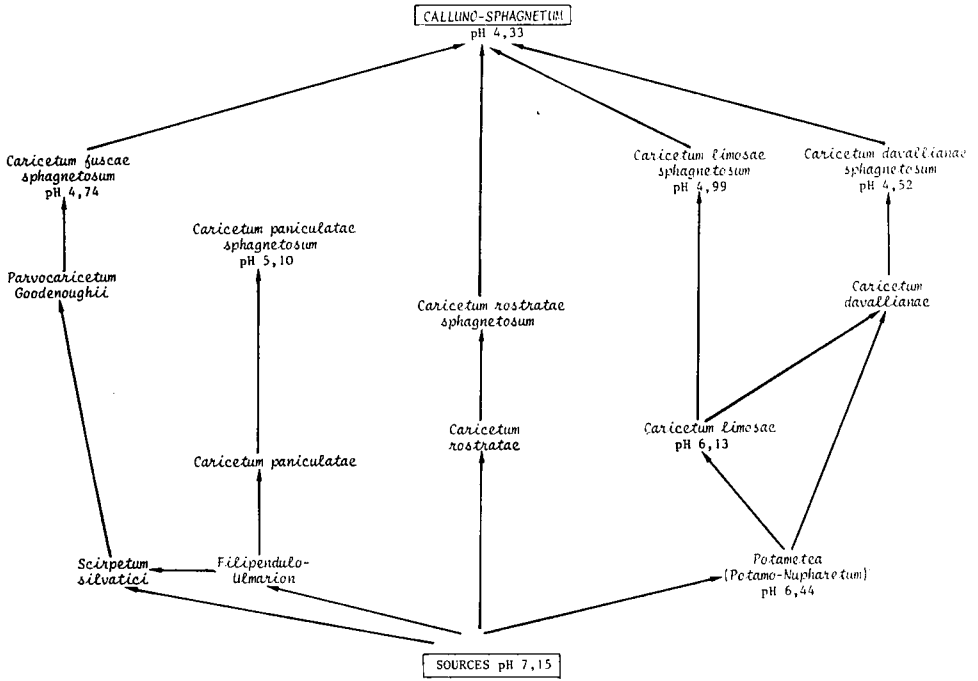 CALLUNO-SPHAGNETUM
pH 4,33
Caricetum fuscae
sphagnetosum
pH 4,74
Caricetum limosae
sphagnetosum
pH 4,99
Caricetum davallianae
sphagnetosum
pH 4,52
Caricetum paniculatae
sphagnetosum
pH 5,10
Parvocaricetum
Goodenoughii
Caricetum rostratae
sphagnetosum
Caricetum
davallianae
Caricetum
rostratae
Caricetum limosae
pH 6,13
Caricetum paniculatae
Scirpetum
silvatici
Filipendulo-
Ulmarion
Potametea
(Potamo-Nupharetum)
pH 6,44
SOURCES pH 7,15